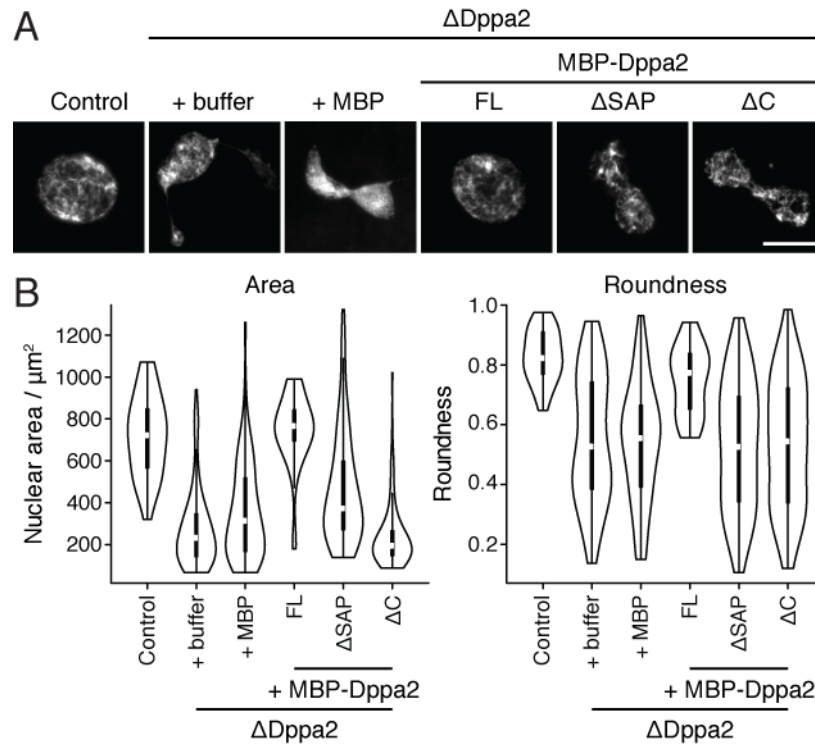 A
ΔDppa2
MBP-Dppa2
Control + buffer + MBP FL ΔSAP ΔC
B
Area
Nuclear area / μm²
1200
1000
800
600
400
200
Control
+ buffer
+ MBP
FL
ΔSAP
ΔC
+ MBP-Dppa2
ΔDppa2
Roundness
Roundness
1.0
0.8
0.6
0.4
0.2
Control
+ buffer
+ MBP
FL
ΔSAP
ΔC
+ MBP-Dppa2
ΔDppa2